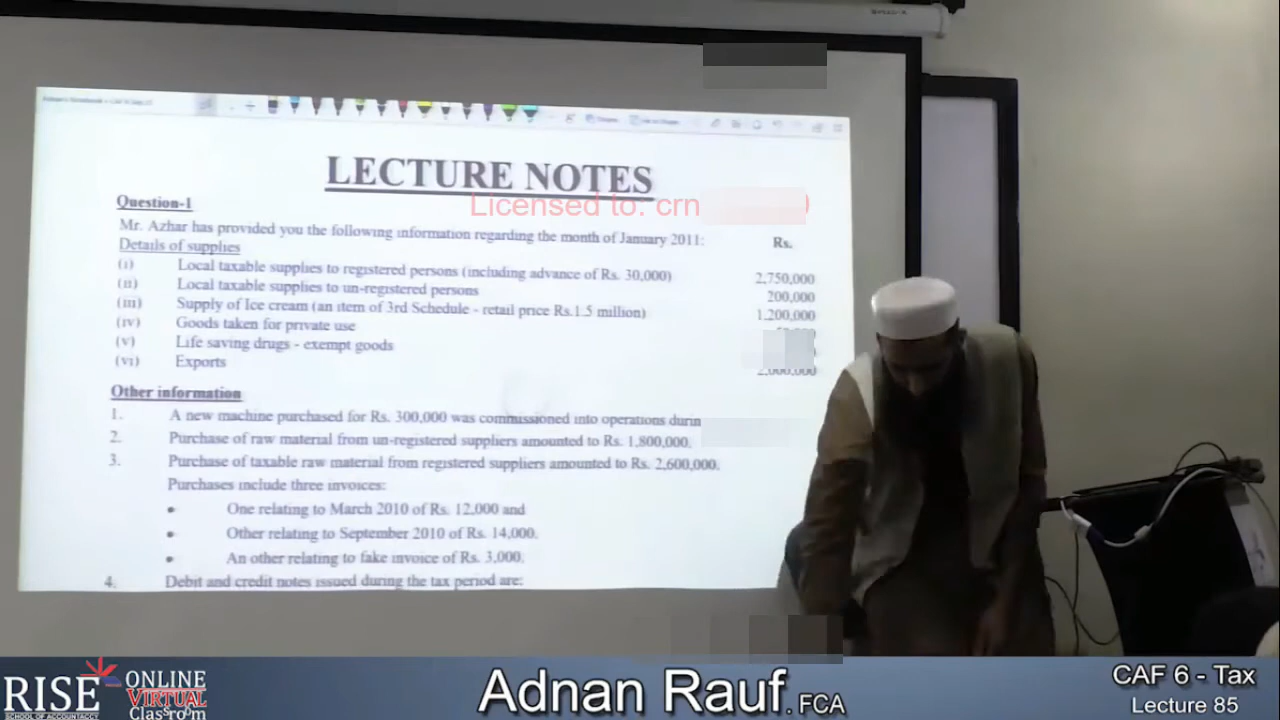 LECTURE NOTES
Licensed to: crn
Question-1
Mr. Azhar has provided you the following information regarding the month of January 2011: Rs.
Details of supplies
(i) Local taxable supplies to registered persons (including advance of Rs. 30,000) 2,750,000
(ii) Local taxable supplies to un-registered persons 200,000
(iii) Supply of Ice cream (an item of 3rd Schedule - retail price Rs.1.5 million) 1,200,000
(iv) Goods taken for private use
(v) Life saving drugs - exempt goods
(vi) Exports 2,000,000
Other information
1. A new machine purchased for Rs. 300,000 was commissioned into operations durin
2. Purchase of raw material from un-registered suppliers amounted to Rs. 1,800,000.
3. Purchase of taxable raw material from registered suppliers amounted to Rs. 2,600,000.
Purchases include three invoices:
• One relating to March 2010 of Rs. 12,000 and
• Other relating to September 2010 of Rs. 14,000.
• An other relating to fake invoice of Rs. 3,000.
4. Debit and credit notes issued during the tax period are:
RISE
SCHOOL OF ACCOUNTANCY
ONLINE
VIRTUAL
Classroom
Adnan Rauf. FCA
CAF 6 - Tax
Lecture 85